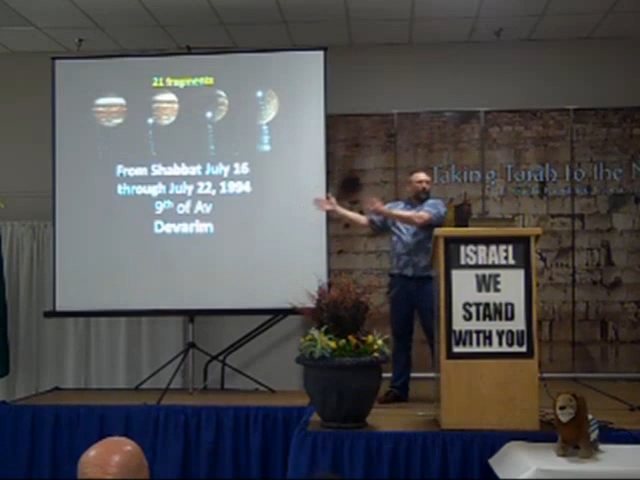 21 fragments
From Shabbat July 16
through July 22, 1994
9th of Av
Devarim
Taking Torah to the
ISRAEL
WE
STAND
WITH YOU